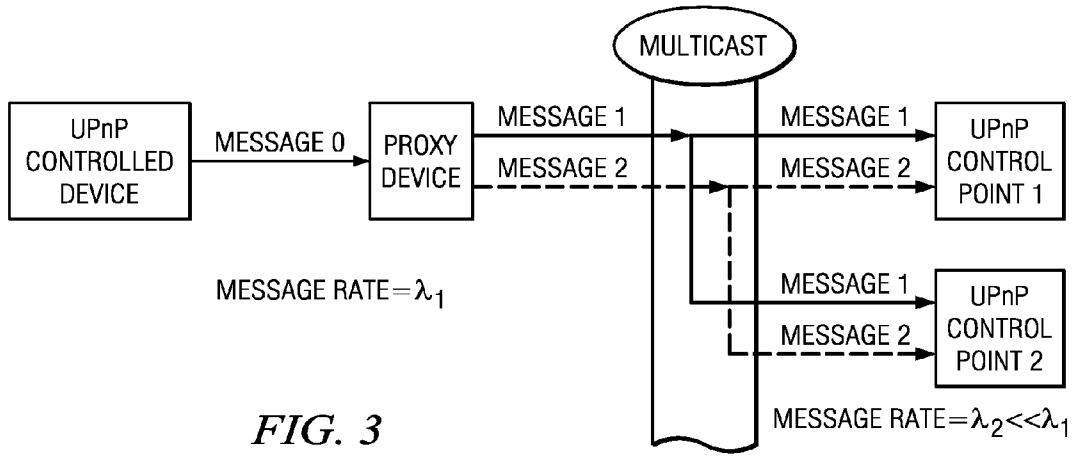 MULTICAST
UPnP
CONTROLLED
DEVICE
MESSAGE 0
PROXY
DEVICE
MESSAGE 1
MESSAGE 2
MESSAGE 1
MESSAGE 2
UPnP
CONTROL
POINT 1
MESSAGE RATE=λ₁
MESSAGE 1
MESSAGE 2
UPnP
CONTROL
POINT 2
MESSAGE RATE=λ₂<<λ₁
FIG. 3